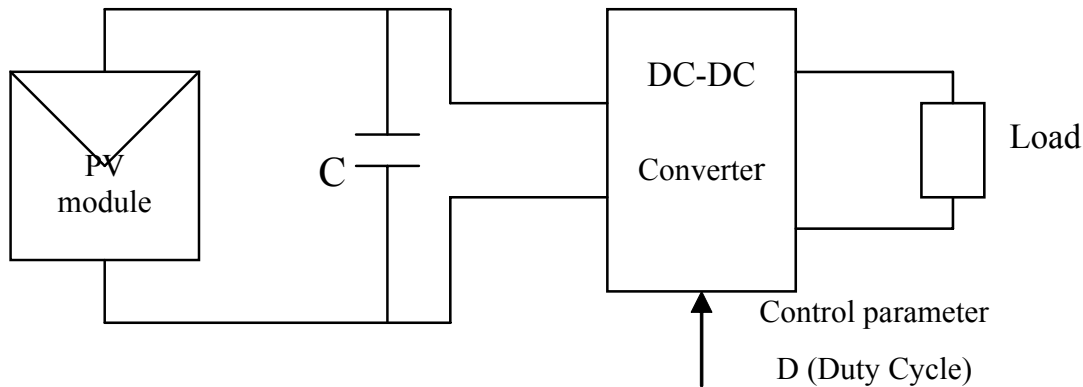 PV
module
C
DC-DC
Converter
Load
Control parameter
D (Duty Cycle)